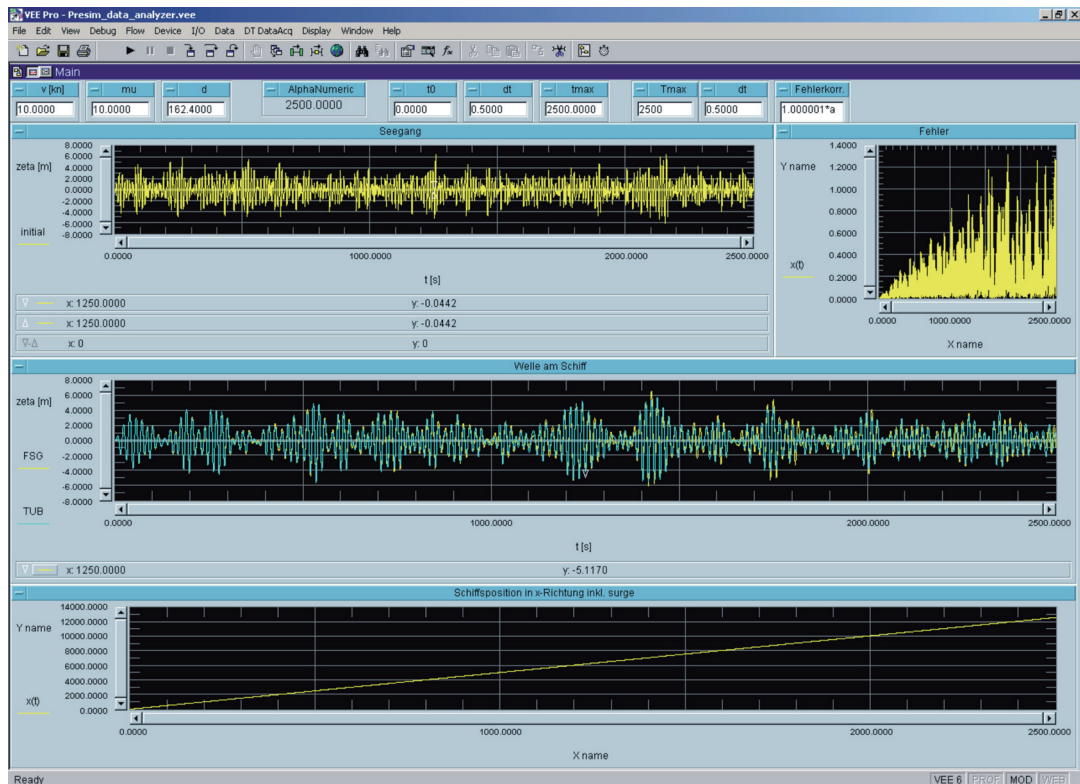 VEE Pro - Presim_data_analyzer.vee
File Edit View Debug Flow Device I/O Data DT DataAcq Display Window Help
Main
v [kn] mu d AlphaNumeric t0 dt tmax Tmax dt Fehlerkorr.
10.0000 10.0000 162.4000 2500.0000 0.0000 0.5000 2500.0000 2500 0.5000 1.000001*a
Seegang
zeta [m]
initial
8.0000
6.0000
4.0000
2.0000
0.0000
-2.0000
-4.0000
-6.0000
-8.0000
0.0000 1000.0000 2000.0000 2500.0000
t [s]
x: 1250.0000 y: -0.0442
x: 1250.0000 y: -0.0442
∇-Δ x: 0 y: 0
Fehler
Y name
x(t)
1.4000
1.2000
1.0000
0.8000
0.6000
0.4000
0.2000
0.0000
0.0000 1000.0000 2500.0000
X name
Welle am Schiff
zeta [m]
FSG
TUB
8.0000
6.0000
4.0000
2.0000
0.0000
-2.0000
-4.0000
-6.0000
-8.0000
0.0000 1000.0000 2000.0000 2500.0000
t [s]
x: 1250.0000 y: -5.1170
Schiffsposition in x-Richtung inkl. surge
Y name
x(t)
14000.0000
12000.0000
10000.0000
8000.0000
6000.0000
4000.0000
2000.0000
0.0000
0.0000 1000.0000 2000.0000 2500.0000
X name
Ready VEE 6 PROF MOD WEB